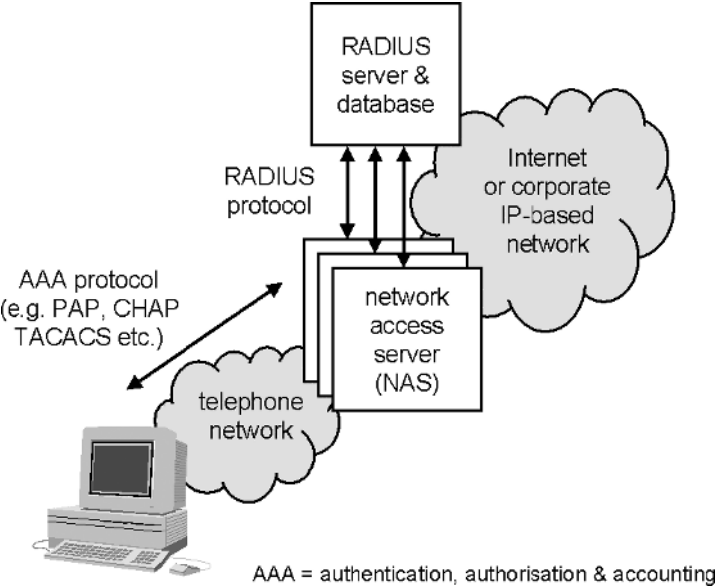 RADIUS
server &
database
RADIUS
protocol
Internet
or corporate
IP-based
network
AAA protocol
(e.g. PAP, CHAP
TACACS etc.)
network
access
server
(NAS)
telephone
network
AAA = authentication, authorisation & accounting